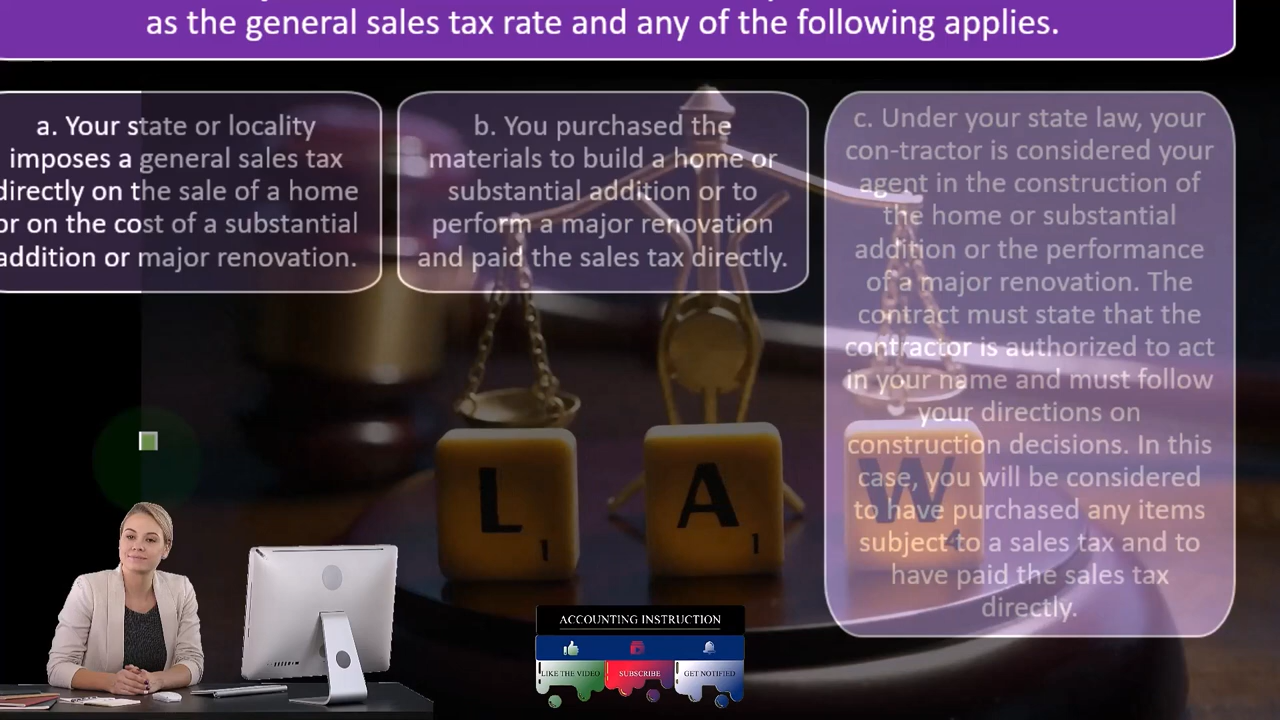 as the general sales tax rate and any of the following applies.
a. Your state or locality
imposes a general sales tax
directly on the sale of a home
or on the cost of a substantial
addition or major renovation.
b. You purchased the
materials to build a home or
substantial addition or to
perform a major renovation
and paid the sales tax directly.
c. Under your state law, your
con-tractor is considered your
agent in the construction of
the home or substantial
addition or the performance
of a major renovation. The
contract must state that the
contractor is authorized to act
in your name and must follow
your directions on
construction decisions. In this
case, you will be considered
to have purchased any items
subject to a sales tax and to
have paid the sales tax
directly.
L 1
A 1
W 4
ACCOUNTING INSTRUCTION
LIKE THE VIDEO
SUBSCRIBE
GET NOTIFIED